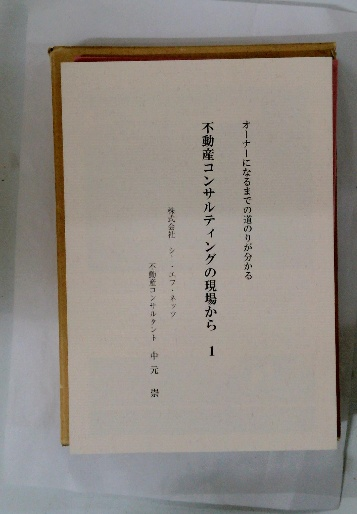 オーナーになるまでの道のりが分かる
不動産コンサルティングの現場から 1
株式会社 シー・エフ・ネッツ
不動産コンサルタント 中元 崇